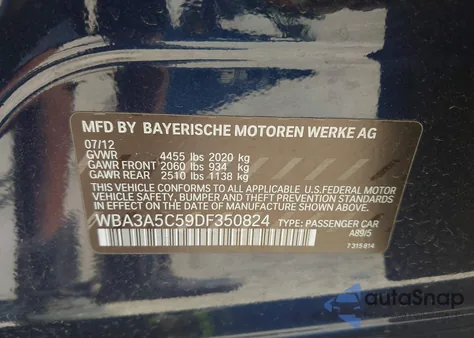 MFD BY BAYERISCHE MOTOREN WERKE AG
07/12
GVWR 4455 lbs 2020 kg
GAWR FRONT 2060 lbs 934 kg
GAWR REAR 2510 lbs 1138 kg
THIS VEHICLE CONFORMS TO ALL APPLICABLE U.S.FEDERAL MOTOR
VEHICLE SAFETY, BUMPER, AND THEFT PREVENTION STANDARDS
IN EFFECT ON THE DATE OF MANUFACTURE SHOWN ABOVE.
WBA3A5C59DF350824 TYPE: PASSENGER CAR
A89/5
7 315 814
autoSnap